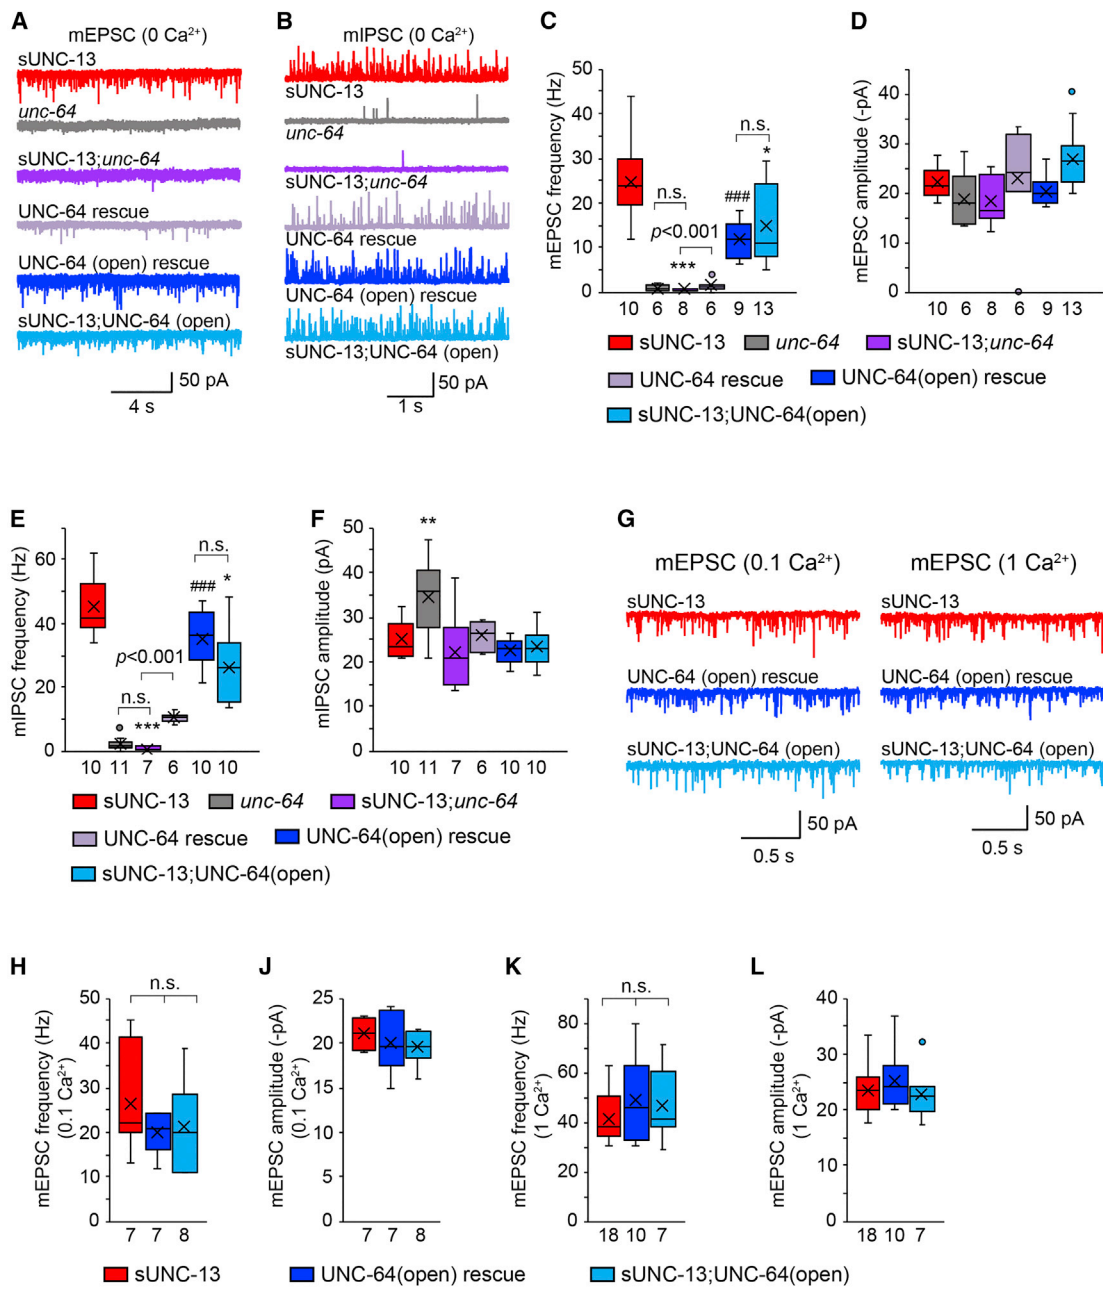 A
mEPSC (0 Ca²⁺)
sUNC-13
unc-64
sUNC-13;unc-64
UNC-64 rescue
UNC-64 (open) rescue
sUNC-13;UNC-64 (open)
50 pA
4 s
B
mIPSC (0 Ca²⁺)
sUNC-13
unc-64
sUNC-13;unc-64
UNC-64 rescue
UNC-64 (open) rescue
sUNC-13;UNC-64 (open)
50 pA
1 s
C
mEPSC frequency (Hz)
50
40
30
20
10
0
n.s.
*
n.s.
###
p<0.001
***
10 6 8 6 9 13
D
mEPSC amplitude (-pA)
50
40
30
20
10
0
10 6 8 6 9 13
sUNC-13 unc-64 sUNC-13;unc-64
UNC-64 rescue UNC-64(open) rescue
sUNC-13;UNC-64(open)
E
mIPSC frequency (Hz)
60
40
20
0
n.s.
### *
p<0.001
n.s.
***
10 11 7 6 10 10
F
mIPSC amplitude (pA)
50
40
30
20
10
0
**
10 11 7 6 10 10
sUNC-13 unc-64 sUNC-13;unc-64
UNC-64 rescue UNC-64(open) rescue
sUNC-13;UNC-64(open)
G
mEPSC (0.1 Ca²⁺) mEPSC (1 Ca²⁺)
sUNC-13 sUNC-13
UNC-64 (open) rescue UNC-64 (open) rescue
sUNC-13;UNC-64 (open) sUNC-13;UNC-64 (open)
50 pA 50 pA
0.5 s 0.5 s
H
mEPSC frequency (Hz)
(0.1 Ca²⁺)
50
40
30
20
10
0
n.s.
7 7 8
J
mEPSC amplitude (-pA)
(0.1 Ca²⁺)
25
20
15
10
5
0
7 7 8
K
mEPSC frequency (Hz)
(1 Ca²⁺)
80
60
40
20
0
n.s.
18 10 7
L
mEPSC amplitude (-pA)
(1 Ca²⁺)
40
30
20
10
0
18 10 7
sUNC-13 UNC-64(open) rescue sUNC-13;UNC-64(open)